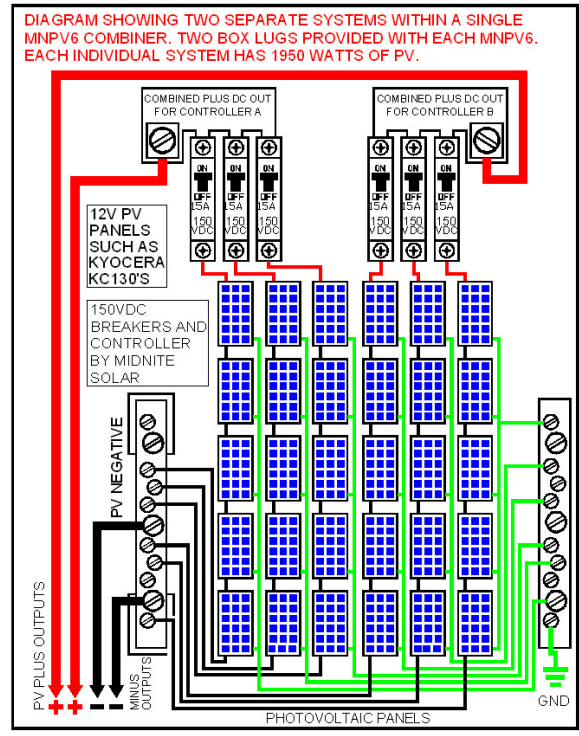 DIAGRAM SHOWING TWO SEPARATE SYSTEMS WITHIN A SINGLE
MNPV6 COMBINER. TWO BOX LUGS PROVIDED WITH EACH MNPV6.
EACH INDIVIDUAL SYSTEM HAS 1950 WATTS OF PV.
COMBINED PLUS DC OUT
FOR CONTROLLER A
COMBINED PLUS DC OUT
FOR CONTROLLER B
ON
OFF
15A
150
VDC
ON
OFF
15A
150
VDC
ON
OFF
15A
150
VDC
ON
OFF
15A
150
VDC
ON
OFF
15A
150
VDC
ON
OFF
15A
150
VDC
12V PV
PANELS
SUCH AS
KYOCERA
KC130'S
150VDC
BREAKERS AND
CONTROLLER
BY MIDNITE
SOLAR
PV NEGATIVE
PV PLUS OUTPUTS
+ + - -
MINUS
OUTPUTS
GND
PHOTOVOLTAIC PANELS